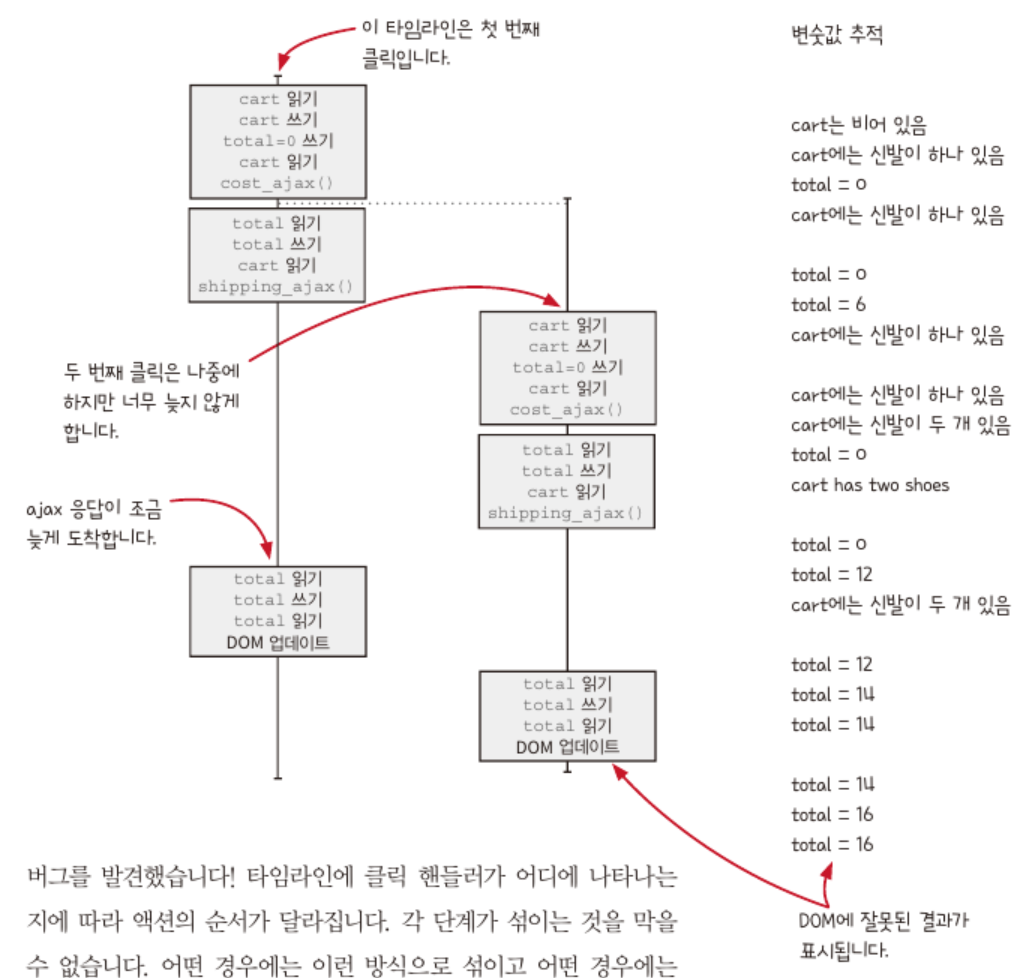 이 타임라인은 첫 번째
클릭입니다.
cart 읽기
cart 쓰기
total=0 쓰기
cart 읽기
cost_ajax()
total 읽기
total 쓰기
cart 읽기
shipping_ajax()
두 번째 클릭은 나중에
하지만 너무 늦지 않게
합니다.
cart 읽기
cart 쓰기
total=0 쓰기
cart 읽기
cost_ajax()
total 읽기
total 쓰기
cart 읽기
shipping_ajax()
ajax 응답이 조금
늦게 도착합니다.
total 읽기
total 쓰기
total 읽기
DOM 업데이트
total 읽기
total 쓰기
total 읽기
DOM 업데이트
변숫값 추적
cart는 비어 있음
cart에는 신발이 하나 있음
total = 0
cart에는 신발이 하나 있음
total = 0
total = 6
cart에는 신발이 하나 있음
cart에는 신발이 하나 있음
cart에는 신발이 두 개 있음
total = 0
cart has two shoes
total = 0
total = 12
cart에는 신발이 두 개 있음
total = 12
total = 14
total = 14
total = 14
total = 16
total = 16
DOM에 잘못된 결과가
표시됩니다.
버그를 발견했습니다! 타임라인에 클릭 핸들러가 어디에 나타나는
지에 따라 액션의 순서가 달라집니다. 각 단계가 섞이는 것을 막을
수 없습니다. 어떤 경우에는 이런 방식으로 섞이고 어떤 경우에는